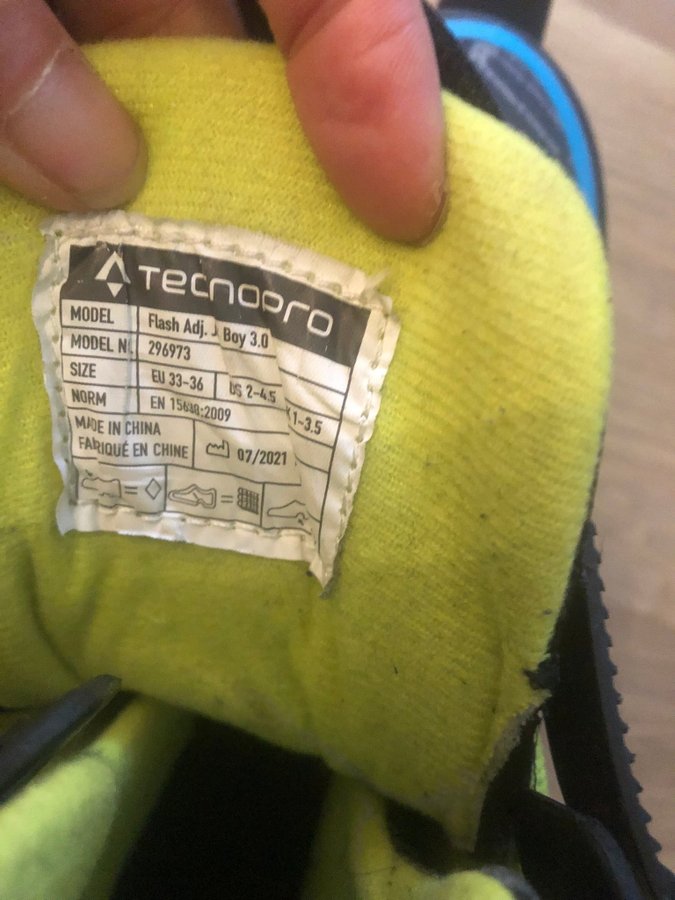 TECNOPRO
MODEL Flash Adj. J Boy 3.0
MODEL N 296973
SIZE EU 33-36 US 2-4.5 1-3.5
NORM EN :2009
MADE IN CHINA
FABRIQUÉ EN CHINE 07/2021
= =